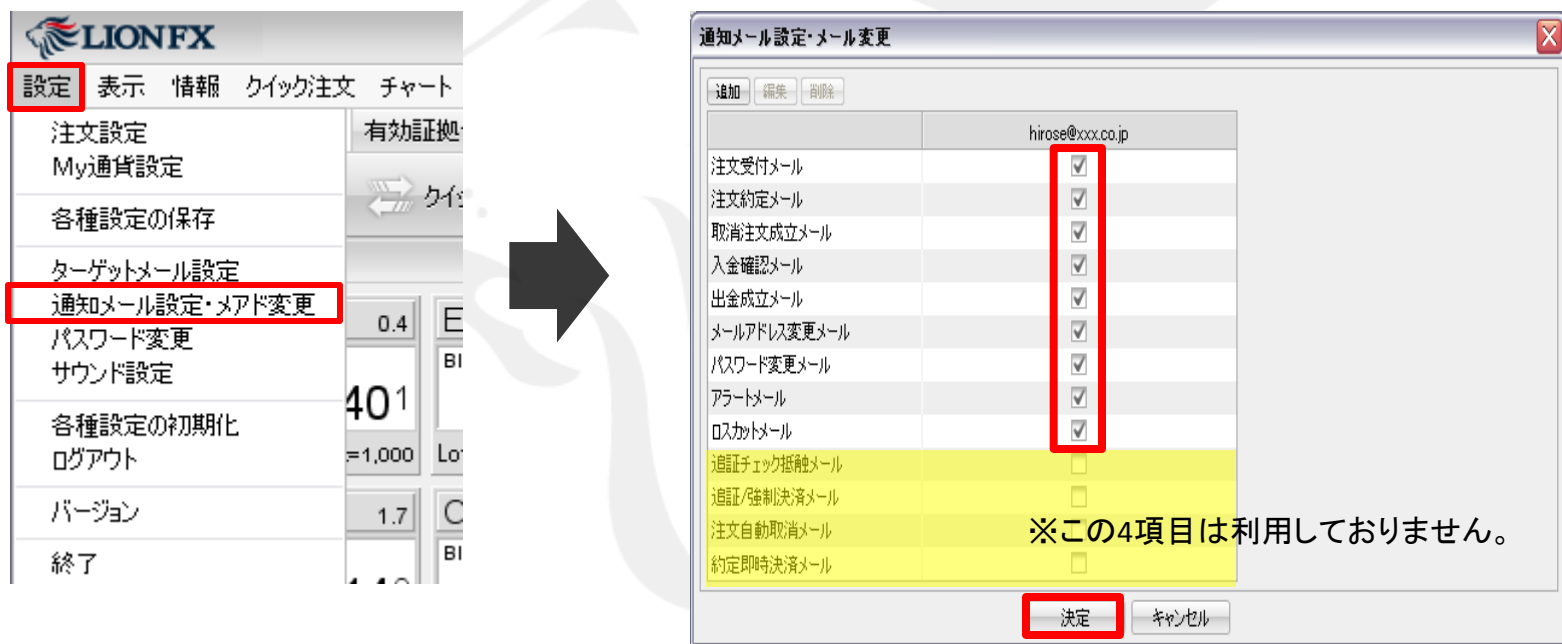 LION FX
設定 表示 情報 クイック注文 チャート
注文設定
My通貨設定
各種設定の保存
ターゲットメール設定
通知メール設定・メアド変更
パスワード変更
サウンド設定
各種設定の初期化
ログアウト
バージョン
終了
有効証拠
クイッ
0.4
E
BI
401
=1,000
Lo
1.7
C
BI
通知メール設定・メール変更
追加 編集 削除
hirose@xxx.co.jp
注文受付メール
注文約定メール
取消注文成立メール
入金確認メール
出金成立メール
メールアドレス変更メール
パスワード変更メール
アラートメール
ロスカットメール
追証チェック抵触メール
追証/強制決済メール
注文自動取消メール
約定即時決済メール
※この4項目は利用しておりません。
決定 キャンセル